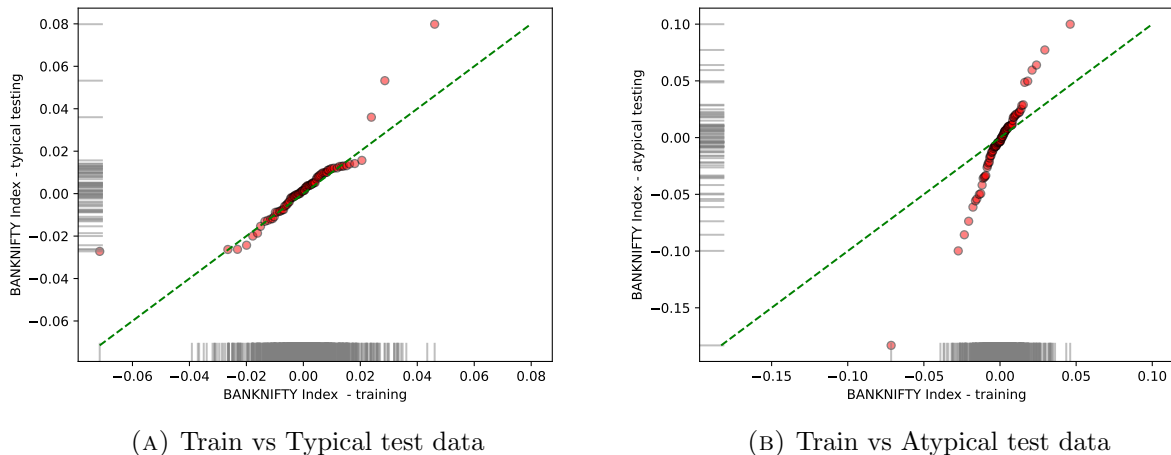 0.08
0.06
0.04
0.02
0.00
−0.02
−0.04
−0.06
BANKNIFTY Index - typical testing
−0.06 −0.04 −0.02 0.00 0.02 0.04 0.06 0.08
BANKNIFTY Index  - training
(A) Train vs Typical test data
0.10
0.05
0.00
−0.05
−0.10
−0.15
BANKNIFTY Index - atypical testing
−0.15 −0.10 −0.05 0.00 0.05 0.10
BANKNIFTY Index - training
(B) Train vs Atypical test data